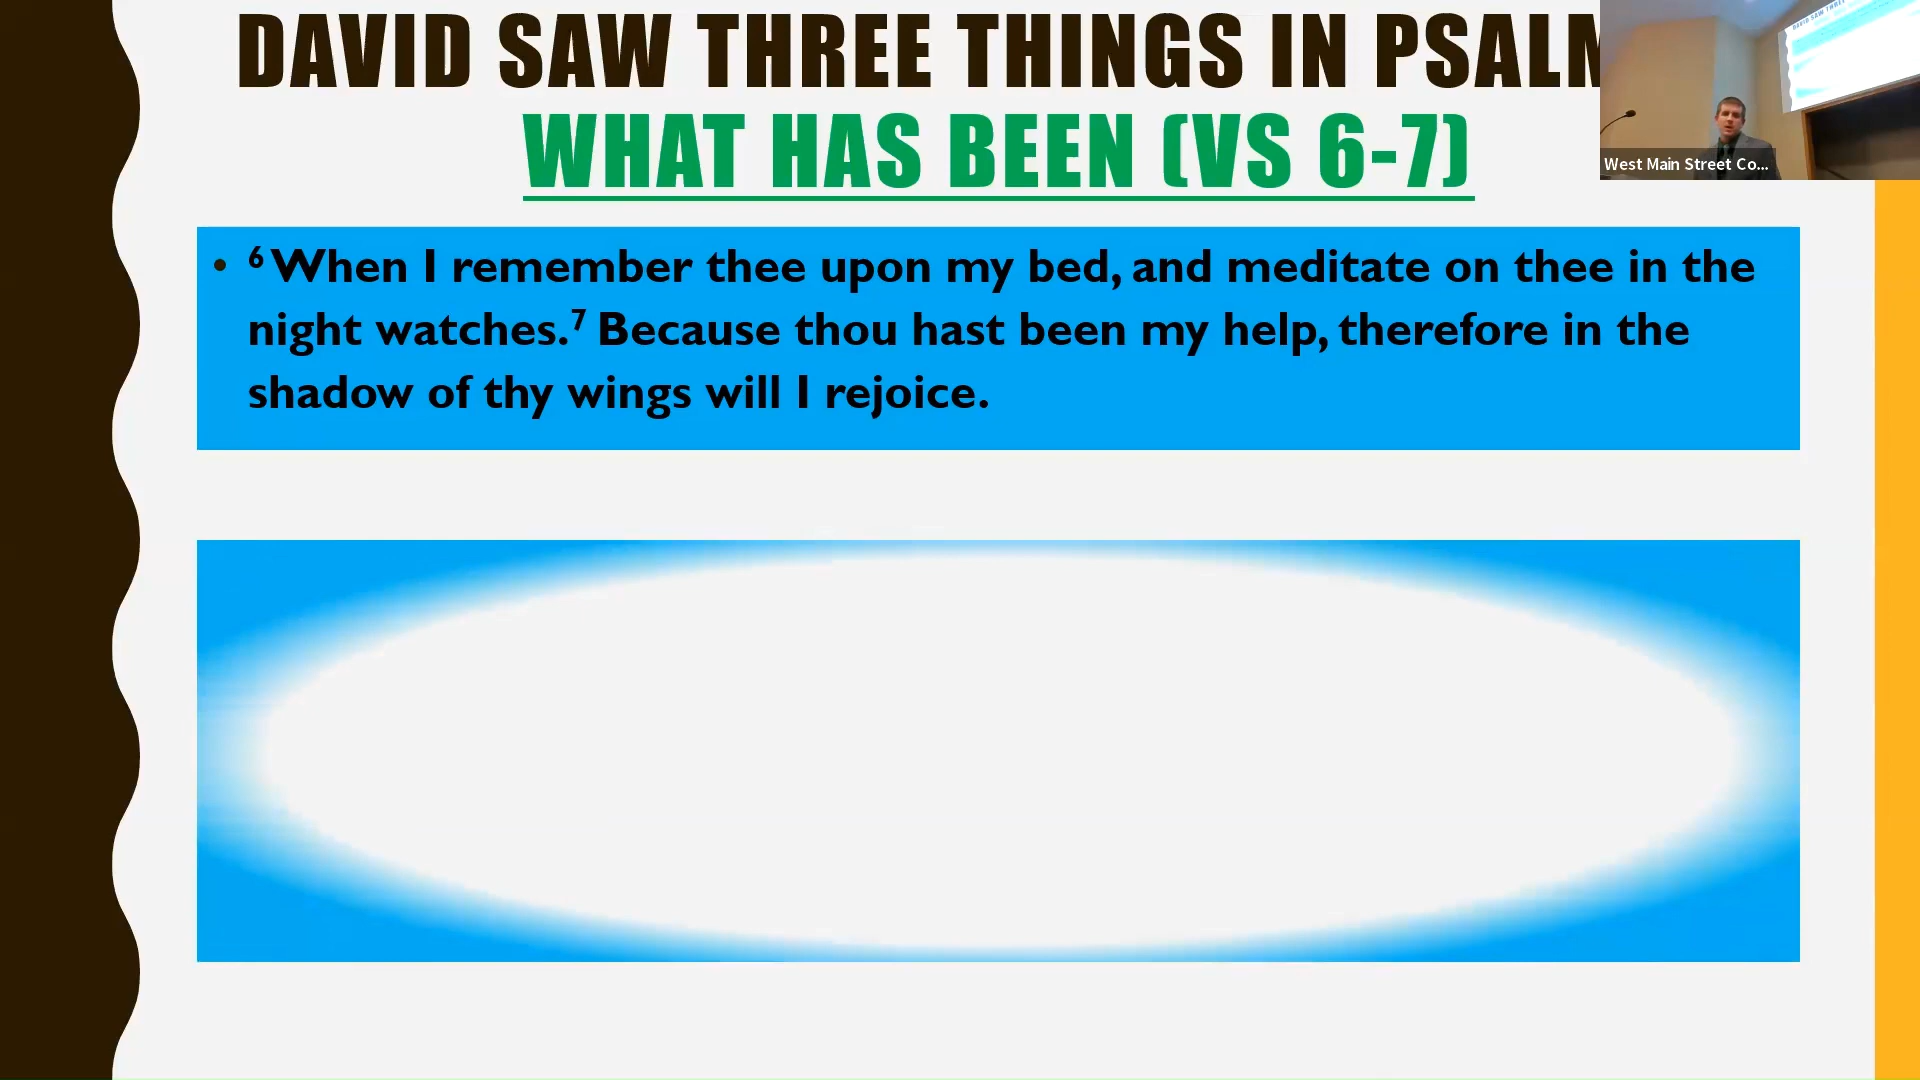 DAVID SAW THREE THINGS IN PSALM
WHAT HAS BEEN (VS 6-7)
West Main Street Co...
• 6 When I remember thee upon my bed, and meditate on thee in the
night watches.7 Because thou hast been my help, therefore in the
shadow of thy wings will I rejoice.